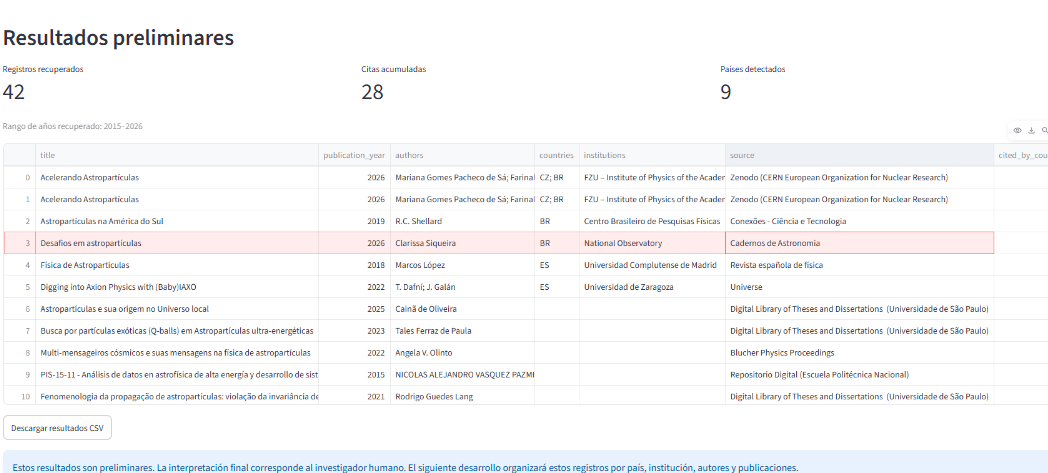 Resultados preliminares
Registros recuperados
Citas acumuladas
Países detectados
42
28
9
Rango de años recuperado: 2015–2026
title publication_year authors countries institutions source cited_by_cou
0 Acelerando Astropartículas 2026 Mariana Gomes Pacheco de Sá; Farinal CZ; BR FZU – Institute of Physics of the Acader Zenodo (CERN European Organization for Nuclear Research)
1 Acelerando Astropartículas 2026 Mariana Gomes Pacheco de Sá; Farinal CZ; BR FZU – Institute of Physics of the Acader Zenodo (CERN European Organization for Nuclear Research)
2 Astropartículas na América do Sul 2019 R.C. Shellard BR Centro Brasileiro de Pesquisas Físicas Conexões - Ciência e Tecnologia
3 Desafios em astropartículas 2026 Clarissa Siqueira BR National Observatory Cadernos de Astronomia
4 Física de Astropartículas 2018 Marcos López ES Universidad Complutense de Madrid Revista española de física
5 Digging into Axion Physics with (Baby)IAXO 2022 T. Dafní; J. Galán ES Universidad de Zaragoza Universe
6 Astropartículas e sua origem no Universo local 2025 Cainã de Oliveira Digital Library of Theses and Dissertations (Universidade de São Paulo)
7 Busca por partículas exóticas (Q-balls) em Astropartículas ultra-energéticas 2023 Tales Ferraz de Paula Digital Library of Theses and Dissertations (Universidade de São Paulo)
8 Multi-mensageiros cósmicos e suas mensagens na física de astropartículas 2022 Angela V. Olinto Blucher Physics Proceedings
9 PIS-15-11 - Análisis de datos en astrofísica de alta energía y desarrollo de sist 2015 NICOLAS ALEJANDRO VASQUEZ PAZMI Repositorio Digital (Escuela Politécnica Nacional)
10 Fenomenologia da propagação de astropartículas: violação da invariância de 2021 Rodrigo Guedes Lang Digital Library of Theses and Dissertations (Universidade de São Paulo)
Descargar resultados CSV
Estos resultados son preliminares. La interpretación final corresponde al investigador humano. El siguiente desarrollo organizará estos registros por país, institución, autores y publicaciones.